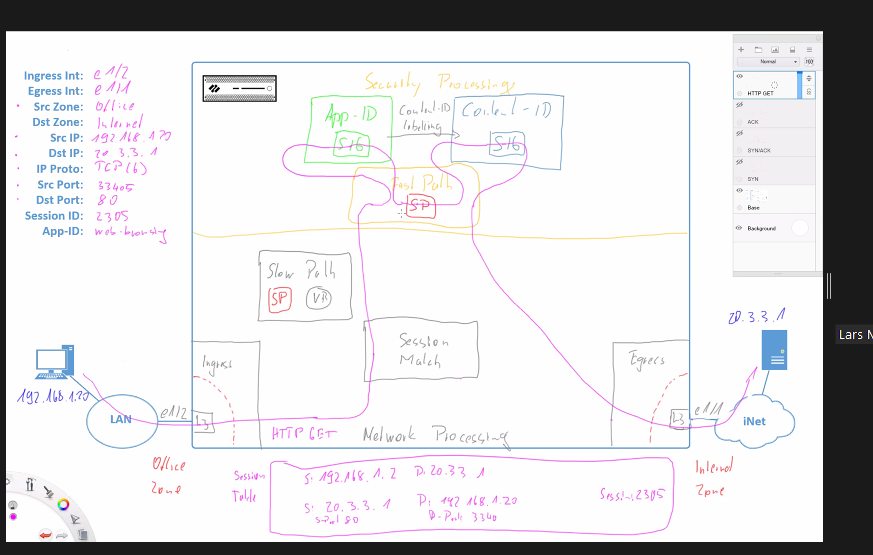 Ingress Int: e 1/2
Egress Int: e 1/1
Src Zone: Office
Dst Zone: Internet
Src IP: 192.168.1.20
Dst IP: 20.3.3.1
IP Proto: TCP(6)
Src Port: 33405
Dst Port: 80
Session ID: 2305
App-ID: web-browsing
Security Processing
App-ID
SIG
Content-ID
labelling
Content-ID
SIG
Fast Path
SP
Slow Path
SP VR
Session
Match
Ingress
Egress
192.168.1.20
LAN
e1/2
L3
HTTP GET
Network Processing
L3
e1/1
iNet
20.3.3.1
Office
Zone
Internet
Zone
Session
Table
S: 192.168.1.2 D: 20.33 1
S: 20.3.3.1 D: 192 168 1.20
S-Port 80 D-Port 3340
Session: 2305
Normal
100
HTTP GET
ACK
SYN/ACK
SYN
Base
Background
Lars N